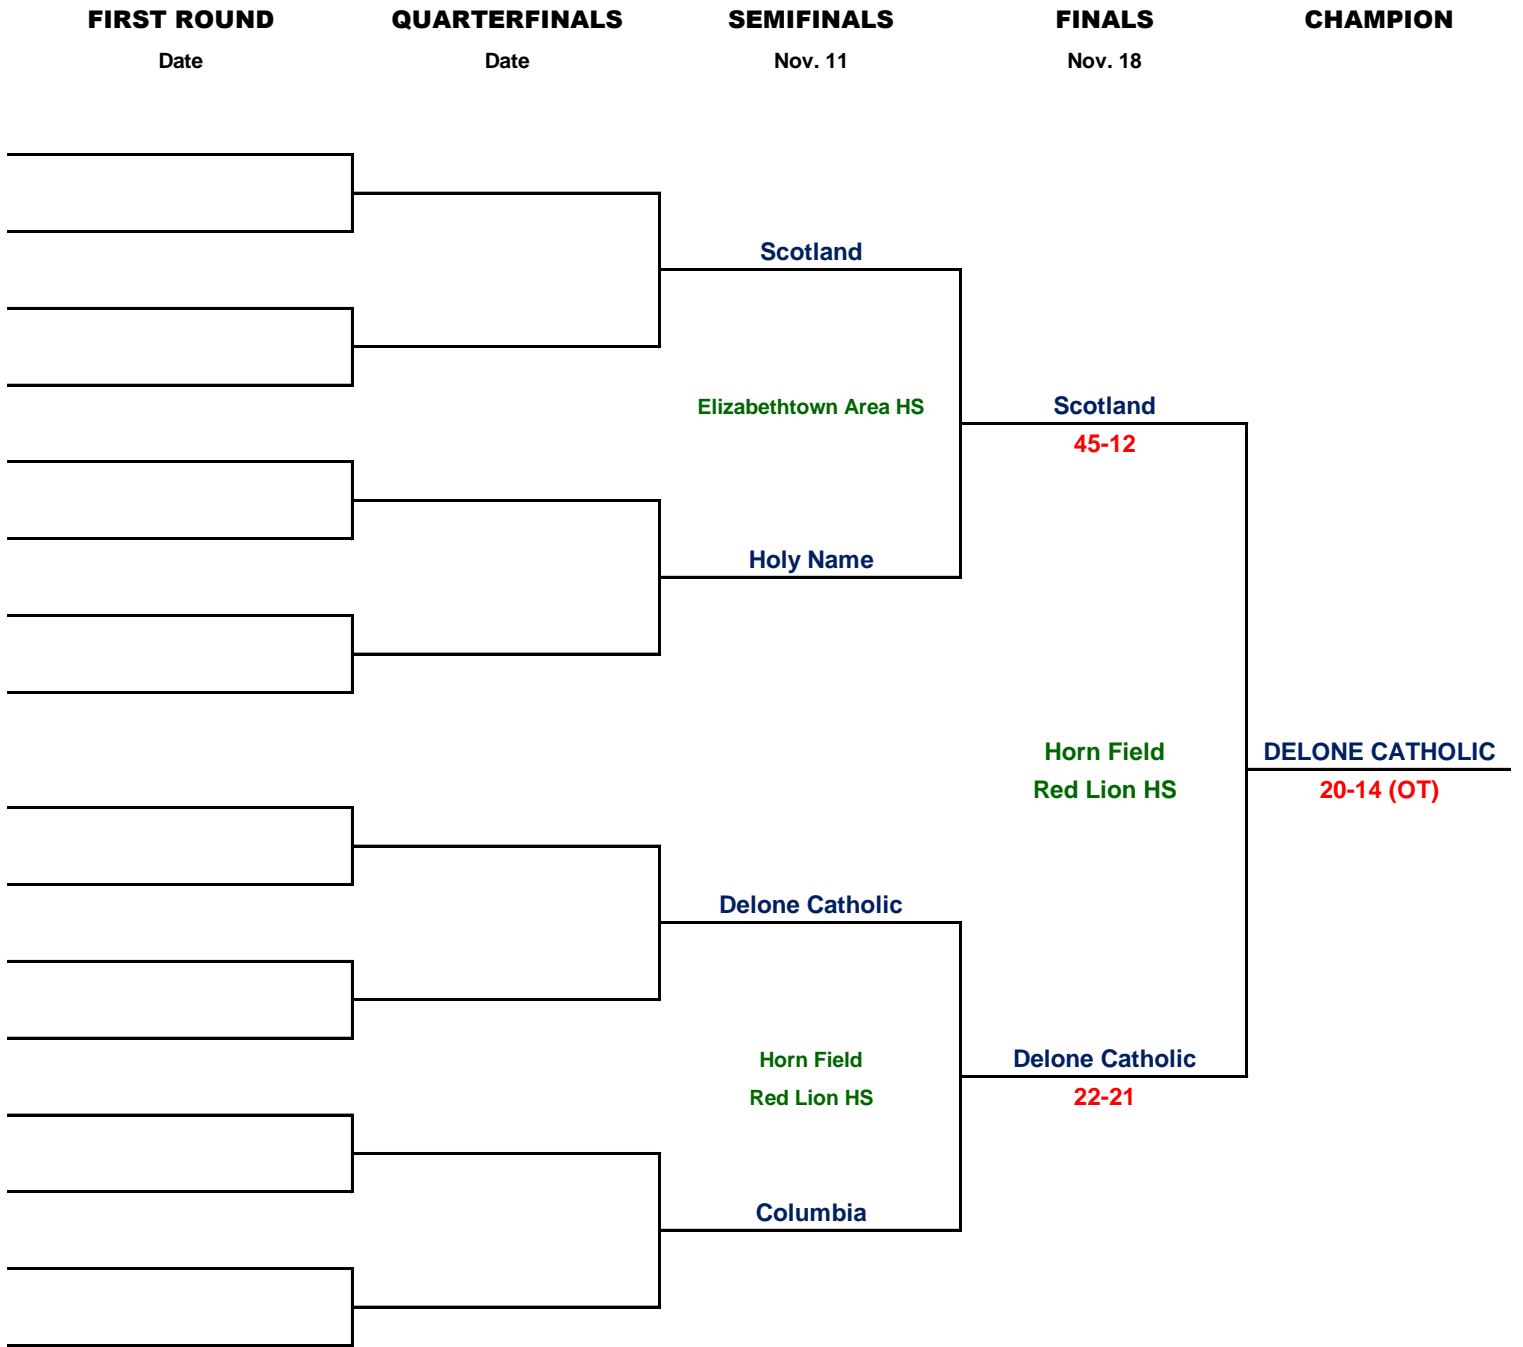 FIRST ROUND QUARTERFINALS SEMIFINALS FINALS CHAMPION
Date Date Nov. 11 Nov. 18
Scotland
Elizabethtown Area HS Scotland
45-12
Holy Name
Horn Field DELONE CATHOLIC
Red Lion HS 20-14 (OT)
Delone Catholic
Horn Field Delone Catholic
Red Lion HS 22-21
Columbia